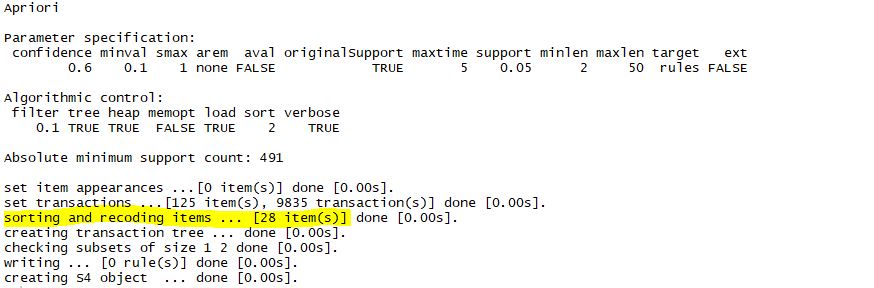 Apriori
Parameter specification:
confidence minval smax arem aval originalSupport maxtime support minlen maxlen target ext
0.6 0.1 1 none FALSE TRUE 5 0.05 2 50 rules FALSE
Algorithmic control:
filter tree heap memopt load sort verbose
0.1 TRUE TRUE FALSE TRUE 2 TRUE
Absolute minimum support count: 491
set item appearances ...[0 item(s)] done [0.00s].
set transactions ...[125 item(s), 9835 transaction(s)] done [0.00s].
sorting and recoding items ... [28 item(s)] done [0.00s].
creating transaction tree ... done [0.00s].
checking subsets of size 1 2 done [0.00s].
writing ... [0 rule(s)] done [0.00s].
creating S4 object ... done [0.00s].